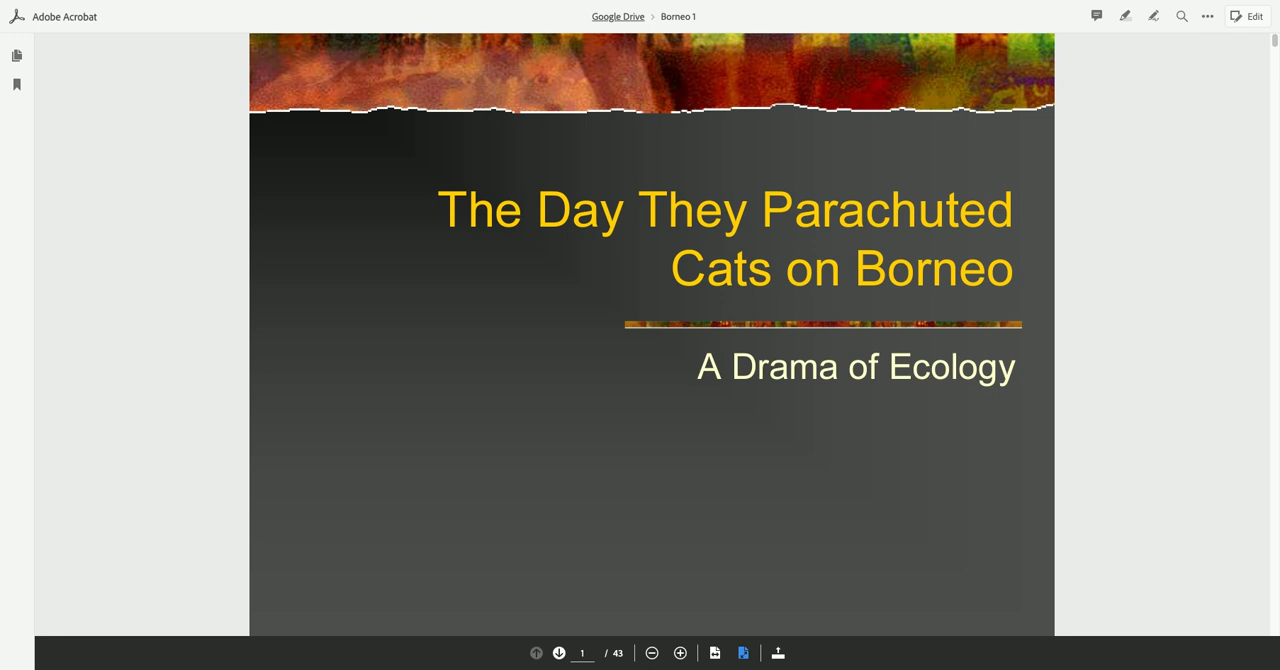 Adobe Acrobat
Google Drive > Borneo 1
Edit
The Day They Parachuted
Cats on Borneo
A Drama of Ecology
1 / 43